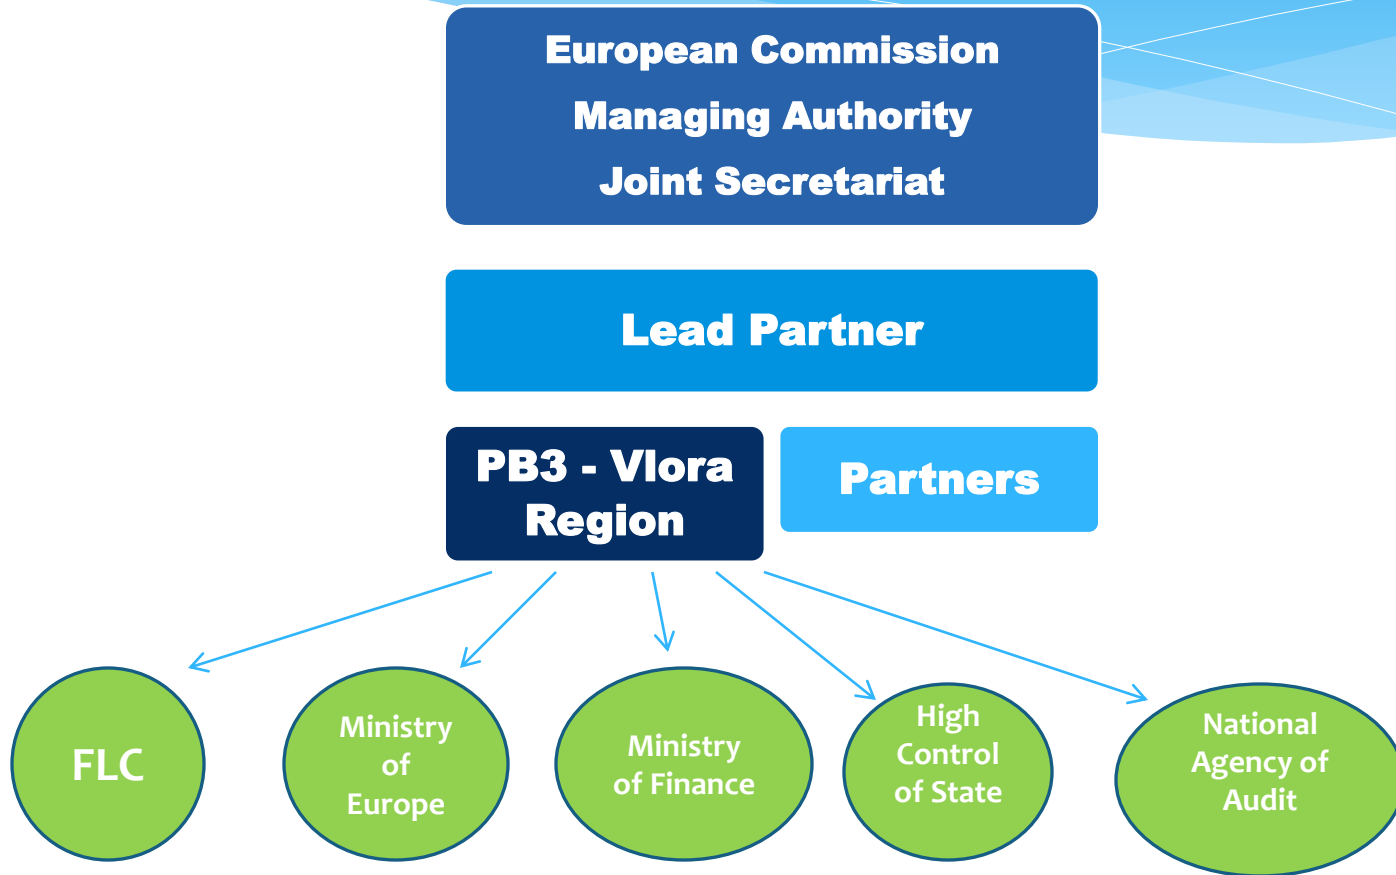 European Commission
Managing Authority
Joint Secretariat
Lead Partner
PB3 - Vlora
Region
Partners
FLC
Ministry
of
Europe
Ministry
of Finance
High
Control
of State
National
Agency of
Audit